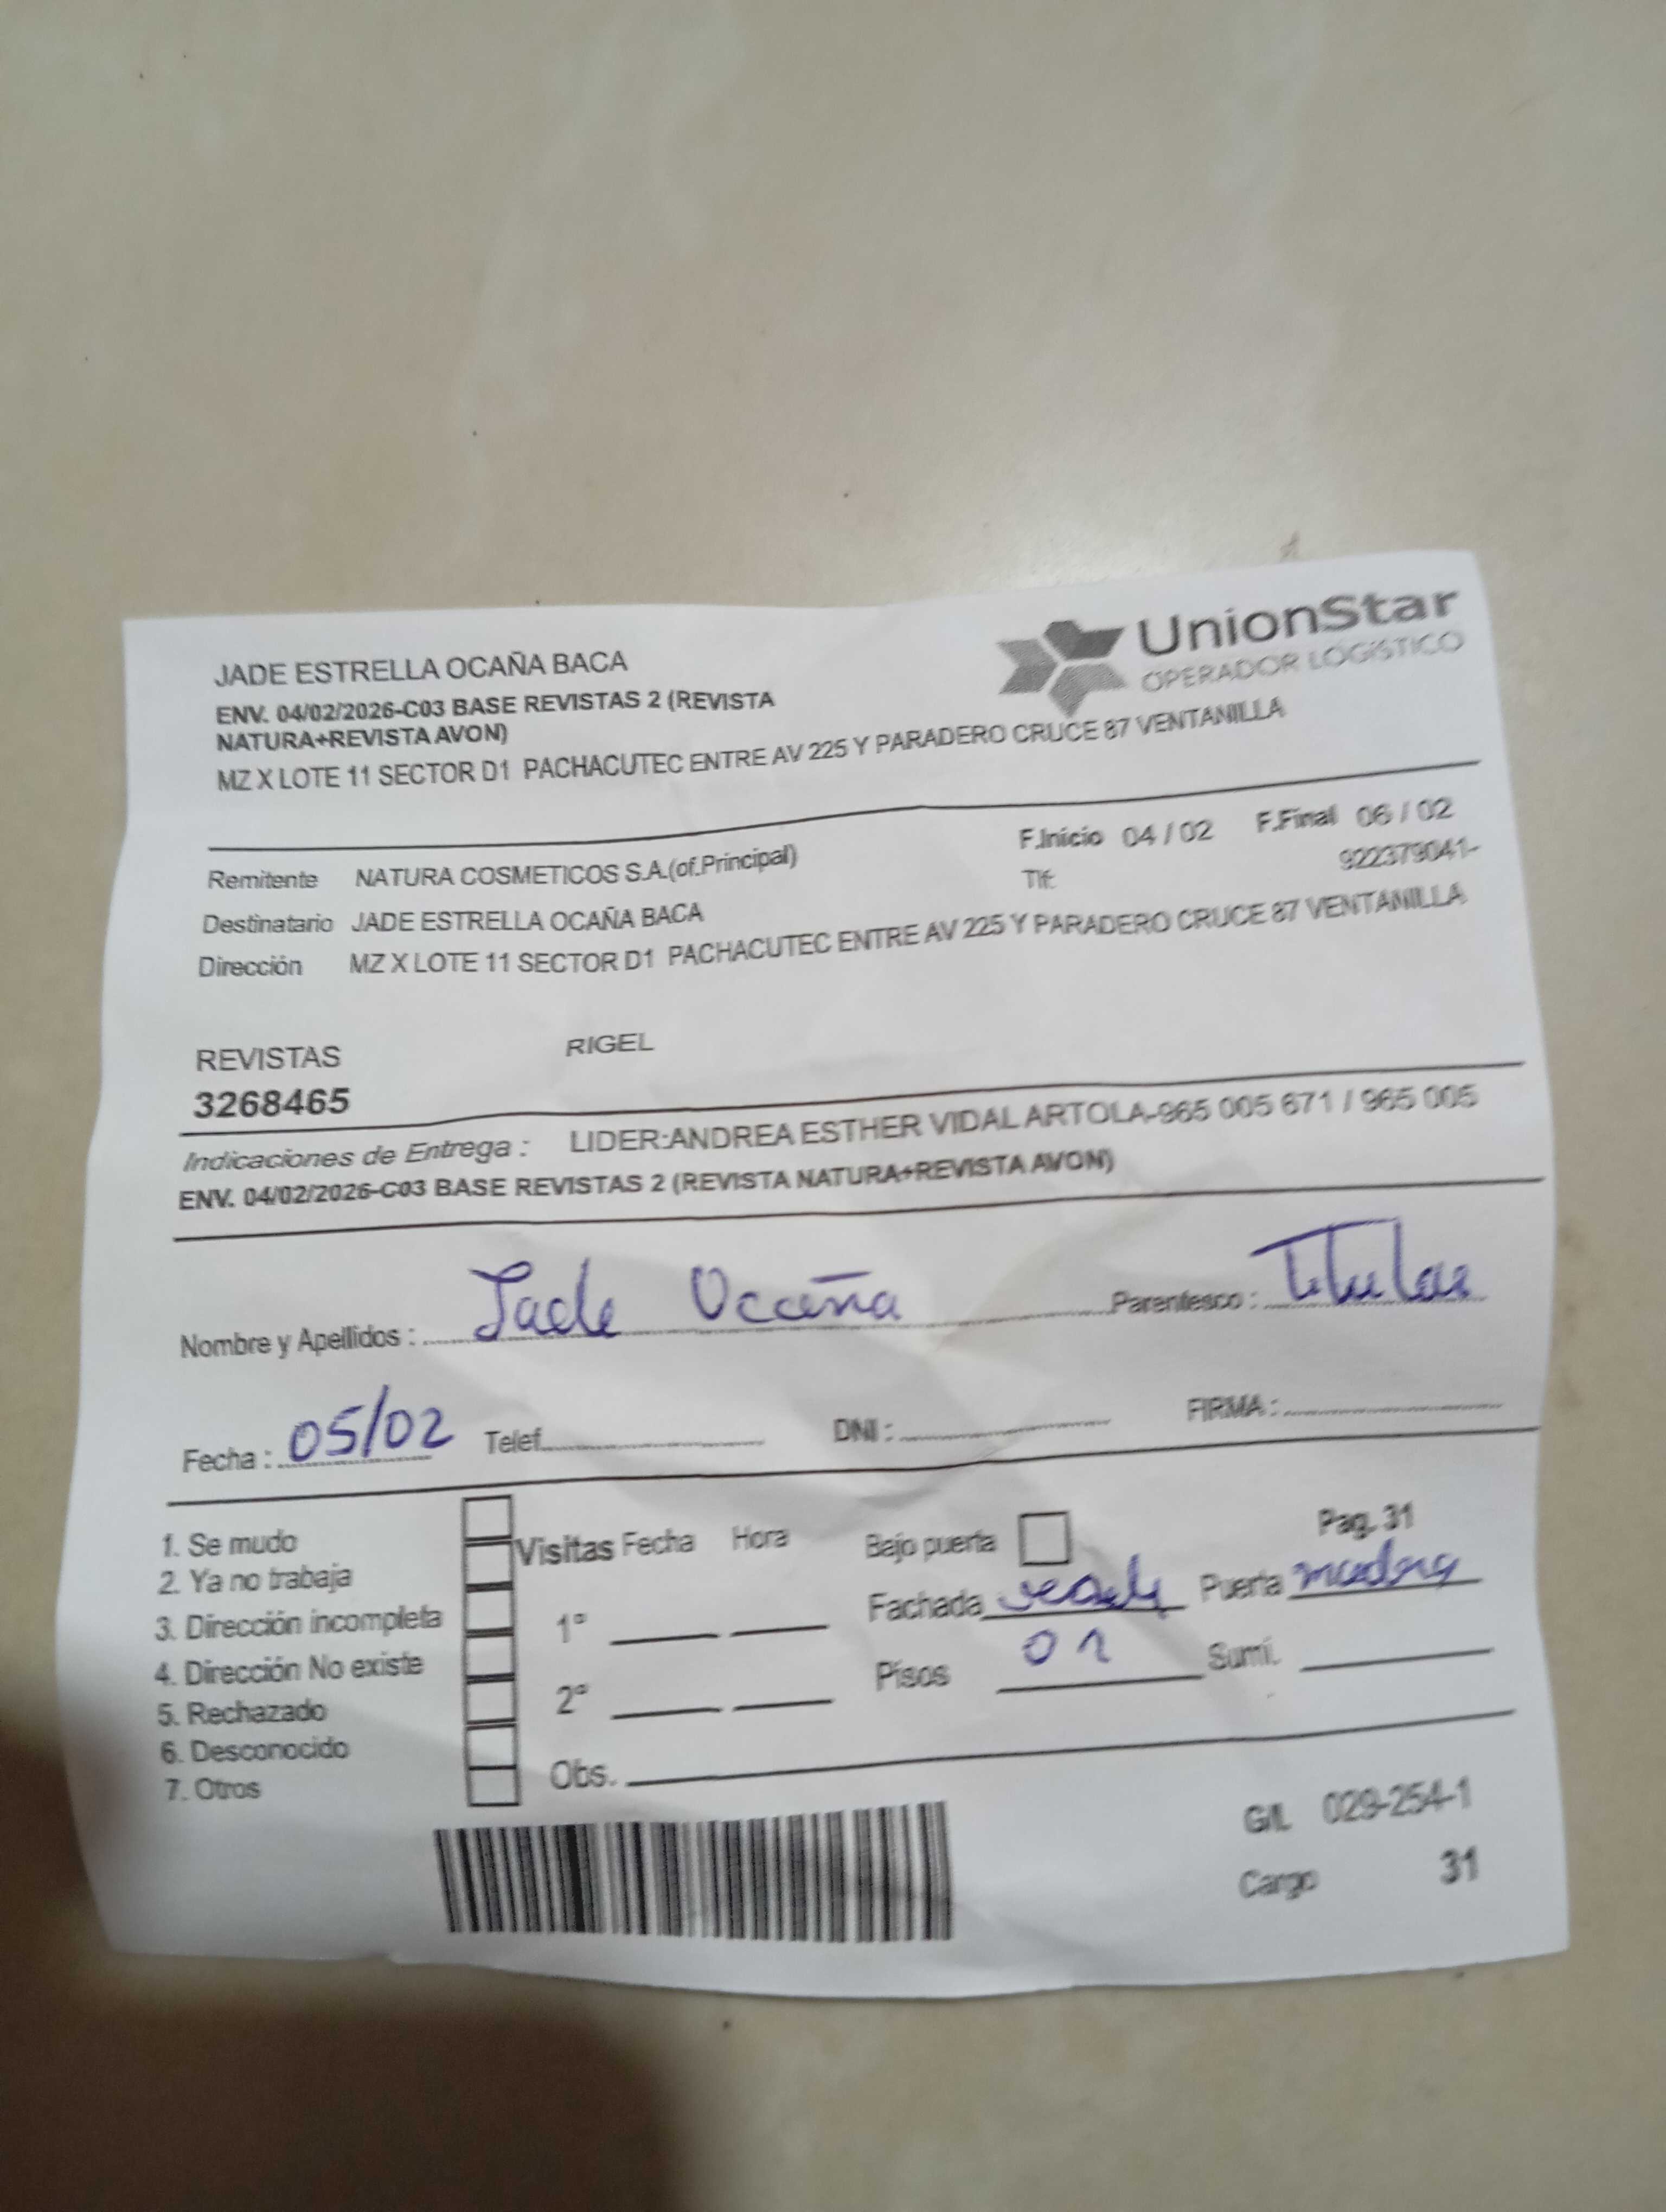 UnionStar
OPERADOR LOGÍSTICO
JADE ESTRELLA OCAÑA BACA
ENV. 04/02/2026-C03 BASE REVISTAS 2 (REVISTA
NATURA+REVISTA AVON)
MZ X LOTE 11 SECTOR D1 PACHACUTEC ENTRE AV 225 Y PARADERO CRUCE 87 VENTANILLA
F.Inicio 04 / 02 F.Final 06 / 02
Remitente NATURA COSMETICOS S.A.(of.Principal) Tlf: 922379041-
Destinatario JADE ESTRELLA OCAÑA BACA
Dirección MZ X LOTE 11 SECTOR D1 PACHACUTEC ENTRE AV 225 Y PARADERO CRUCE 87 VENTANILLA
REVISTAS RIGEL
3268465
Indicaciones de Entrega : LIDER:ANDREA ESTHER VIDAL ARTOLA-965 005 671 / 965 005
ENV. 04/02/2026-C03 BASE REVISTAS 2 (REVISTA NATURA+REVISTA AVON)
Nombre y Apellidos : Jade Ocaña Parentesco : Titular
Fecha : 05/02 Telef. DNI : FIRMA :
Pag. 31
1. Se mudo Visitas Fecha Hora Bajo puerta
2. Ya no trabaja
3. Dirección incompleta 1° Fachada Puerta
4. Dirección No existe
5. Rechazado 2° Pisos 01 Sumi.
6. Desconocido
7. Otros Obs.
G/L 029-254-1
Cargo 31